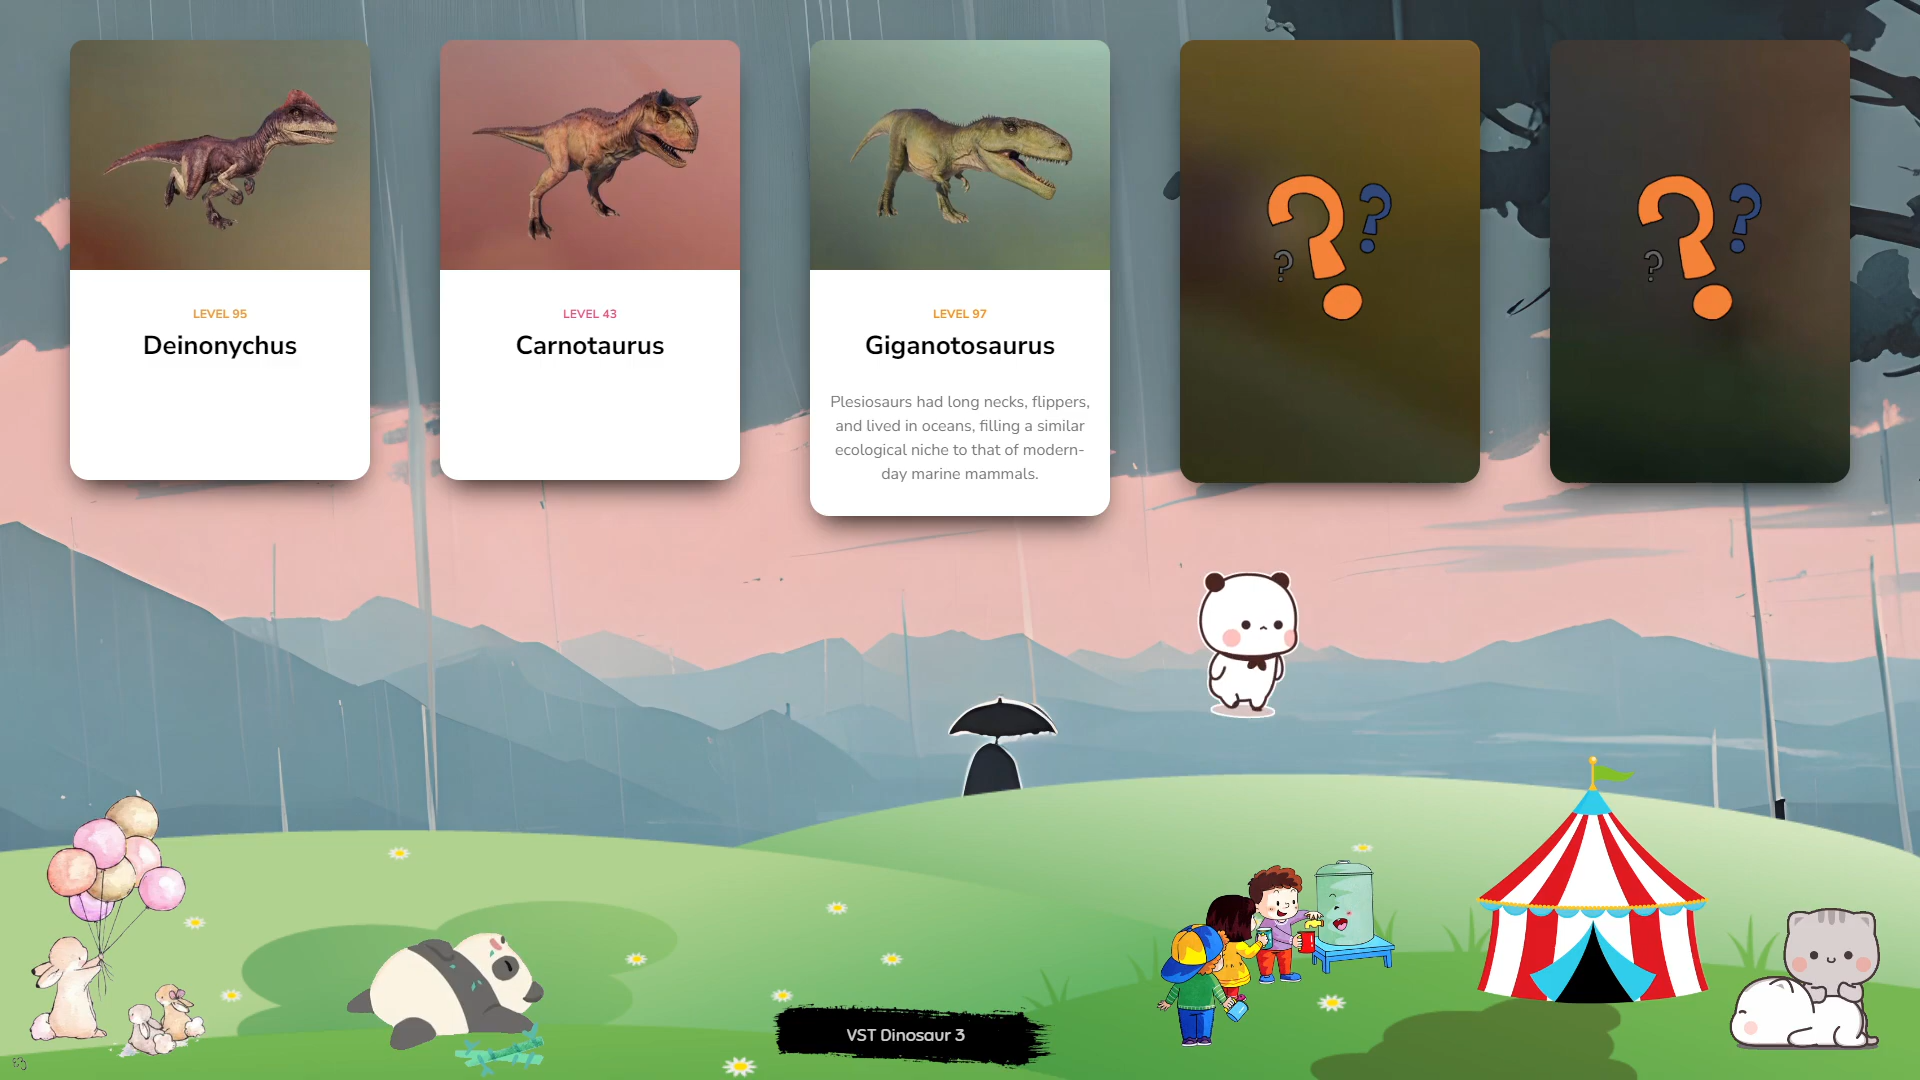 LEVEL 95
Deinonychus
LEVEL 43
Carnotaurus
LEVEL 97
Giganotosaurus
Plesiosaurs had long necks, flippers,
and lived in oceans, filling a similar
ecological niche to that of modern-
day marine mammals.
? ? ?
? ? ?
VST Dinosaur 3